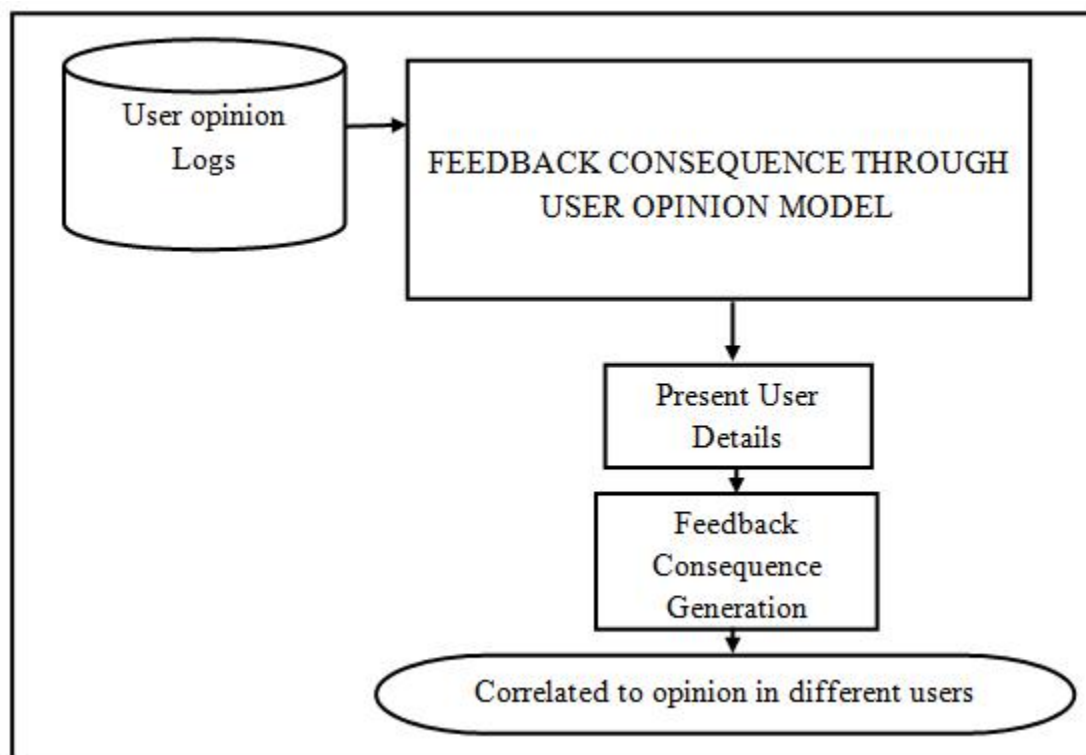 User opinion
Logs
FEEDBACK CONSEQUENCE THROUGH
USER OPINION MODEL
Present User
Details
Feedback
Consequence
Generation
Correlated to opinion in different users